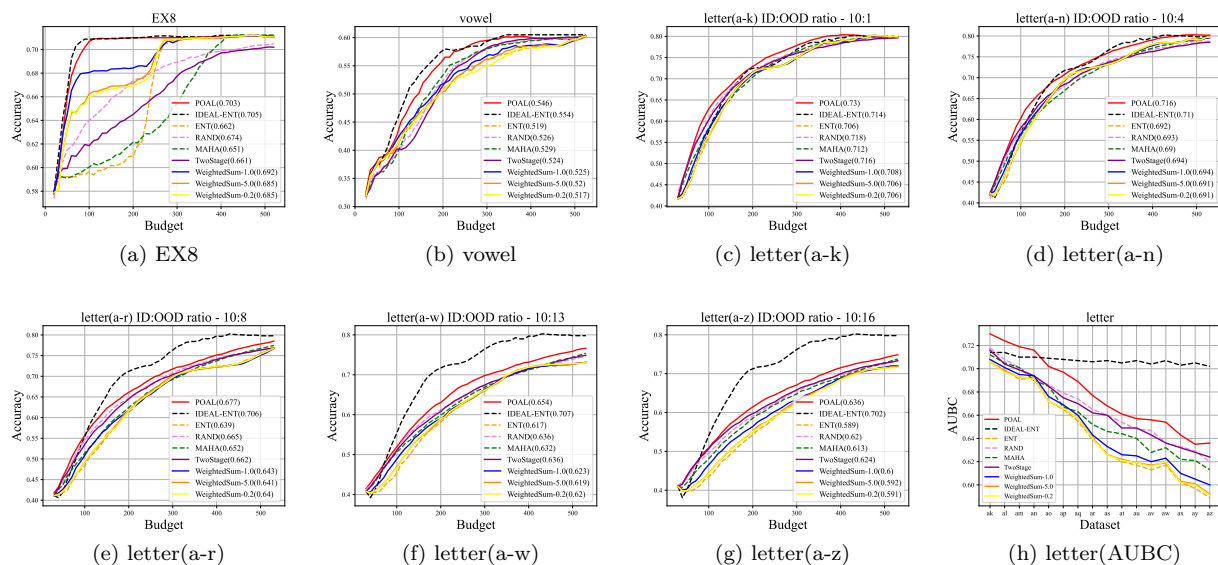 EX8
Accuracy
0.70
0.68
0.66
0.64
0.62
0.60
0.58
0
100
200
300
400
500
Budget
POAL(0.703)
IDEAL-ENT(0.705)
ENT(0.662)
RAND(0.674)
MAHA(0.651)
TwoStage(0.661)
WeightedSum-1.0(0.692)
WeightedSum-5.0(0.685)
WeightedSum-0.2(0.685)
(a) EX8
vowel
Accuracy
0.60
0.55
0.50
0.45
0.40
0.35
0.30
0
100
200
300
400
500
Budget
POAL(0.546)
IDEAL-ENT(0.554)
ENT(0.519)
RAND(0.526)
MAHA(0.529)
TwoStage(0.524)
WeightedSum-1.0(0.525)
WeightedSum-5.0(0.52)
WeightedSum-0.2(0.517)
(b) vowel
letter(a-k) ID:OOD ratio - 10:1
Accuracy
0.80
0.75
0.70
0.65
0.60
0.55
0.50
0.45
0.40
100
200
300
400
500
Budget
POAL(0.73)
IDEAL-ENT(0.714)
ENT(0.706)
RAND(0.718)
MAHA(0.712)
TwoStage(0.716)
WeightedSum-1.0(0.708)
WeightedSum-5.0(0.706)
WeightedSum-0.2(0.706)
(c) letter(a-k)
letter(a-n) ID:OOD ratio - 10:4
Accuracy
0.80
0.75
0.70
0.65
0.60
0.55
0.50
0.45
0.40
100
200
300
400
500
Budget
POAL(0.716)
IDEAL-ENT(0.71)
ENT(0.692)
RAND(0.693)
MAHA(0.69)
TwoStage(0.694)
WeightedSum-1.0(0.694)
WeightedSum-5.0(0.691)
WeightedSum-0.2(0.691)
(d) letter(a-n)
letter(a-r) ID:OOD ratio - 10:8
Accuracy
0.80
0.75
0.70
0.65
0.60
0.55
0.50
0.45
0.40
0
100
200
300
400
500
Budget
POAL(0.677)
IDEAL-ENT(0.706)
ENT(0.639)
RAND(0.665)
MAHA(0.652)
TwoStage(0.662)
WeightedSum-1.0(0.643)
WeightedSum-5.0(0.641)
WeightedSum-0.2(0.64)
(e) letter(a-r)
letter(a-w) ID:OOD ratio - 10:13
Accuracy
0.8
0.7
0.6
0.5
0.4
0
100
200
300
400
500
Budget
POAL(0.654)
IDEAL-ENT(0.707)
ENT(0.617)
RAND(0.636)
MAHA(0.632)
TwoStage(0.636)
WeightedSum-1.0(0.623)
WeightedSum-5.0(0.619)
WeightedSum-0.2(0.62)
(f) letter(a-w)
letter(a-z) ID:OOD ratio - 10:16
Accuracy
0.8
0.7
0.6
0.5
0.4
100
200
300
400
500
Budget
POAL(0.636)
IDEAL-ENT(0.702)
ENT(0.589)
RAND(0.62)
MAHA(0.613)
TwoStage(0.624)
WeightedSum-1.0(0.6)
WeightedSum-5.0(0.592)
WeightedSum-0.2(0.591)
(g) letter(a-z)
letter
AUBC
0.72
0.70
0.68
0.66
0.64
0.62
0.60
POAL
IDEAL-ENT
ENT
RAND
MAHA
TwoStage
WeightedSum-1.0
WeightedSum-5.0
WeightedSum-0.2
ak al am an ao ap aq ar as at au av aw ax ay az
Dataset
(h) letter(AUBC)